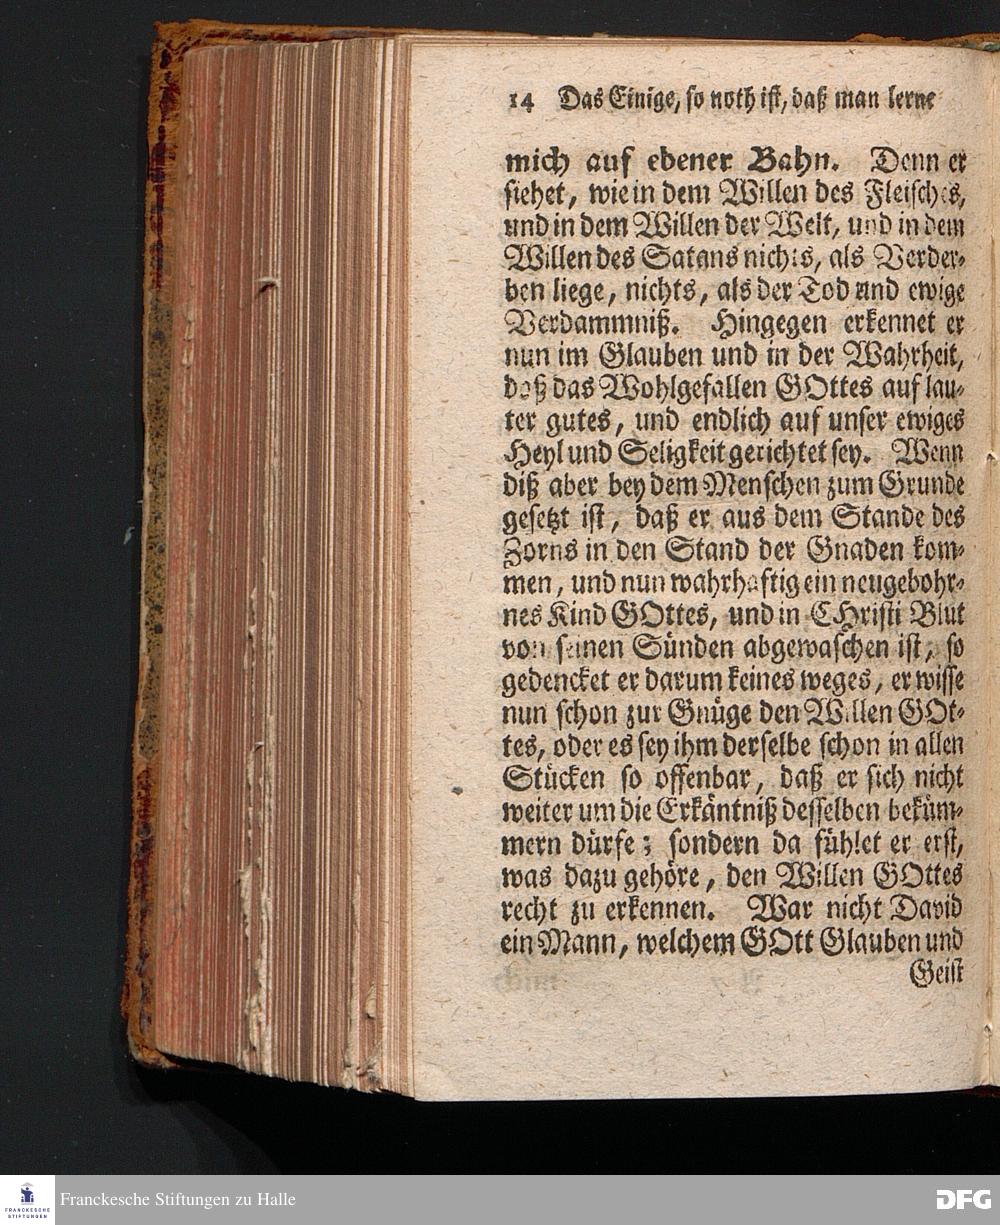 14 Das Einige, so noth ist, daß man lerne
mich auf ebener Bahn. Denn er
siehet, wie in dem Willen des Fleisches,
und in dem Willen der Welt, und in dem
Willen des Satans nichts, als Verder-
ben liege, nichts, als der Tod und ewige
Verdammniß. Hingegen erkennet er
nun im Glauben und in der Wahrheit,
daß das Wohlgefallen GOttes auf lau-
ter gutes, und endlich auf unser ewiges
Heyl und Seligkeit gerichtet sey. Wenn
diß aber bey dem Menschen zum Grunde
gesetzt ist, daß er aus dem Stande des
Zorns in den Stand der Gnaden kom-
men, und nun wahrhaftig ein neugebohr-
nes Kind GOttes, und in CHristi Blut
von seinen Sünden abgewaschen ist, so
gedencket er darum keines weges, er wisse
nun schon zur Gnüge den Willen GOt-
tes, oder es sey ihm derselbe schon in allen
Stücken so offenbar, daß er sich nicht
weiter um die Erkäntniß desselben beküm-
mern dürfe; sondern da fühlet er erst,
was dazu gehöre, den Willen GOttes
recht zu erkennen. War nicht David
ein Mann, welchem GOtt Glauben und
Geist
FRANCKESCHE
STIFTUNGEN
Franckesche Stiftungen zu Halle
DFG